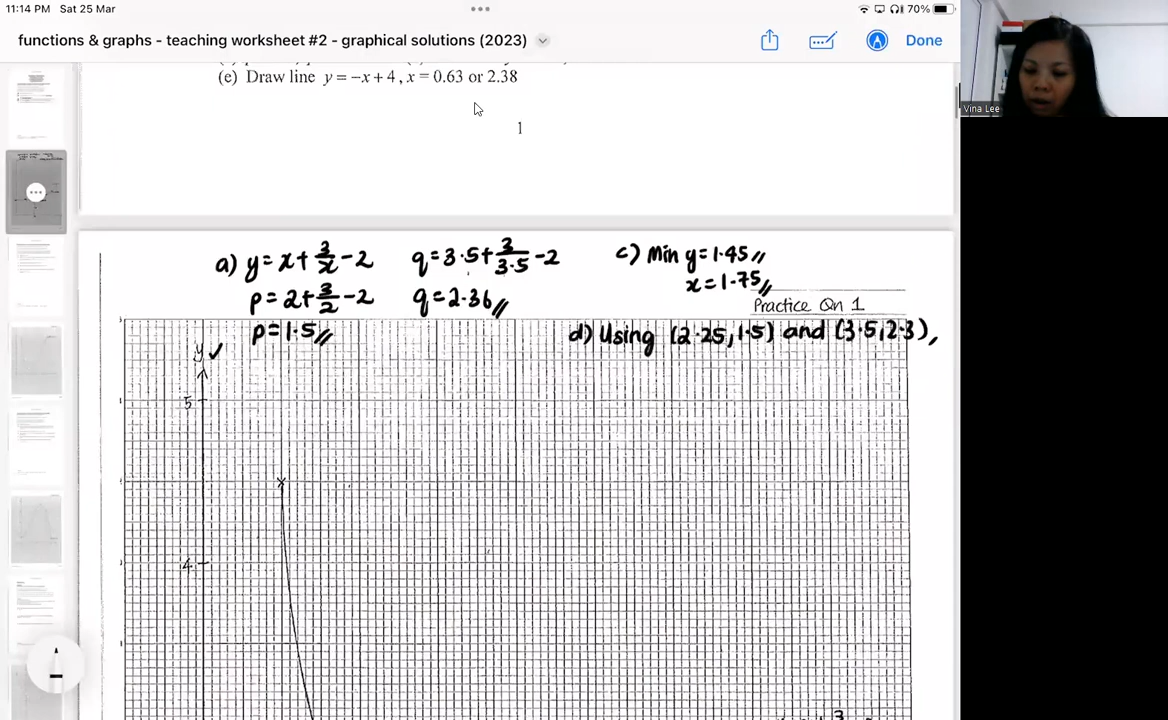 11:14 PM Sat 25 Mar
70%
functions & graphs - teaching worksheet #2 - graphical solutions (2023)
Done
Vina Lee
(e) Draw line y = −x + 4 , x = 0.63 or 2.38
1
a) y = x + 3/x − 2
p = 2 + 3/2 − 2
p = 1.5
q = 3.5 + 3/3.5 − 2
q = 2.36
c) Min y = 1.45
x = 1.75
Practice Qn 1
d) Using (2.25, 1.5) and (3.5, 2.3),
y
5
4